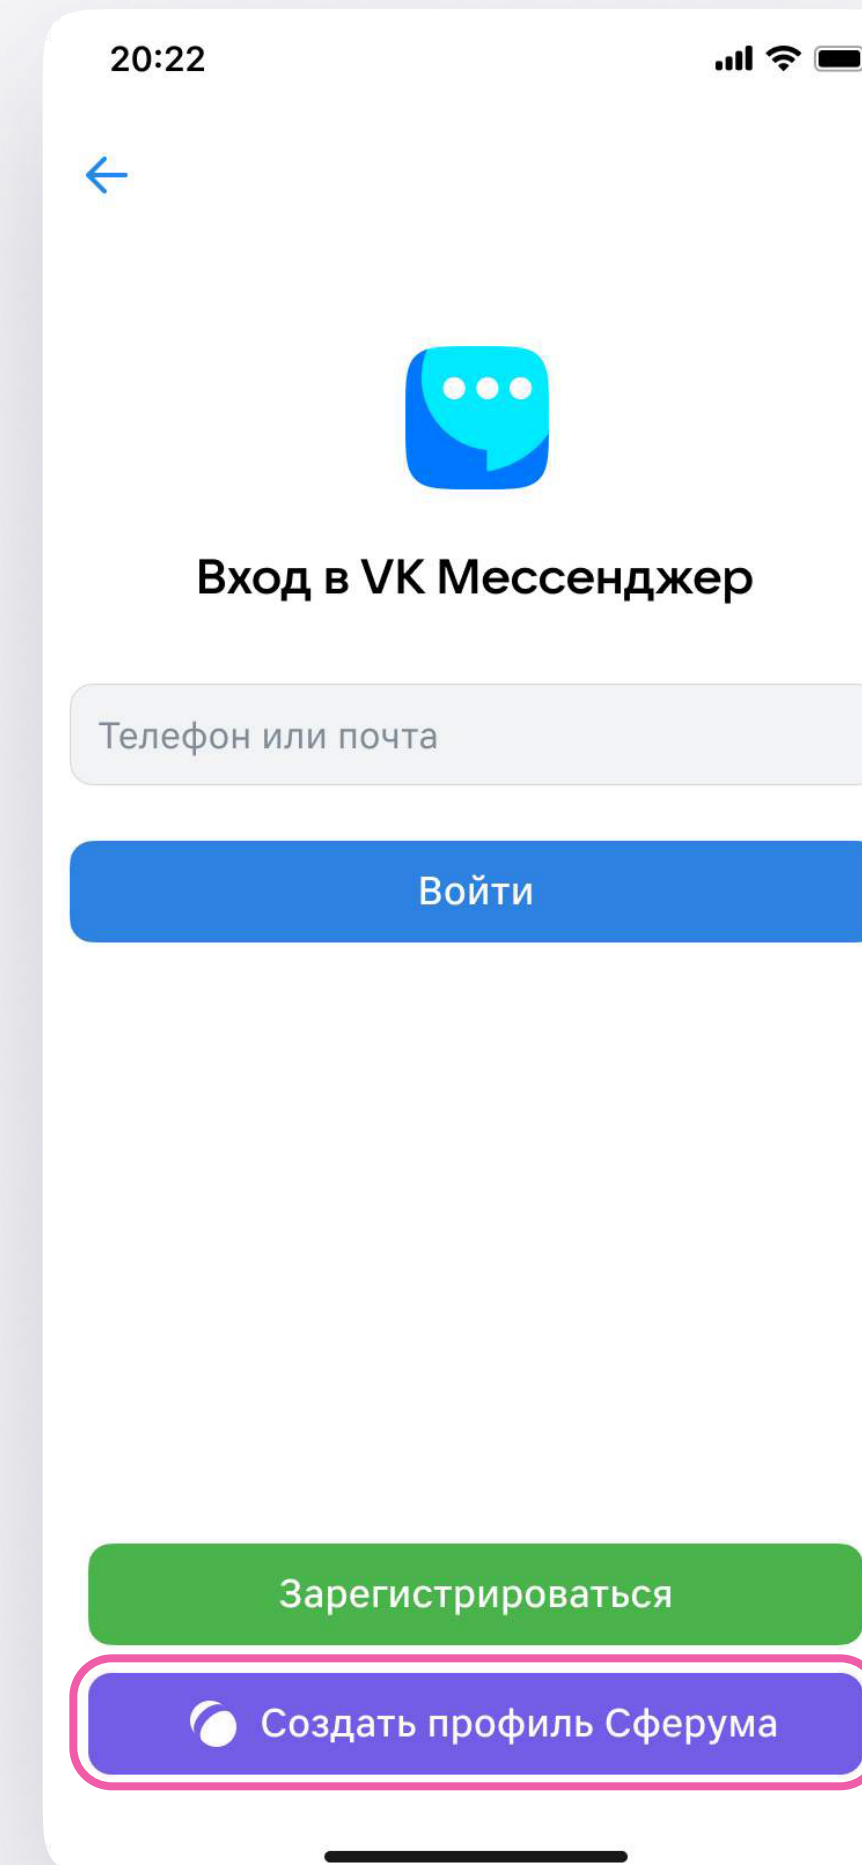 20:22
Вход в VK Мессенджер
Телефон или почта
Войти
Зарегистрироваться
Создать профиль Сферума